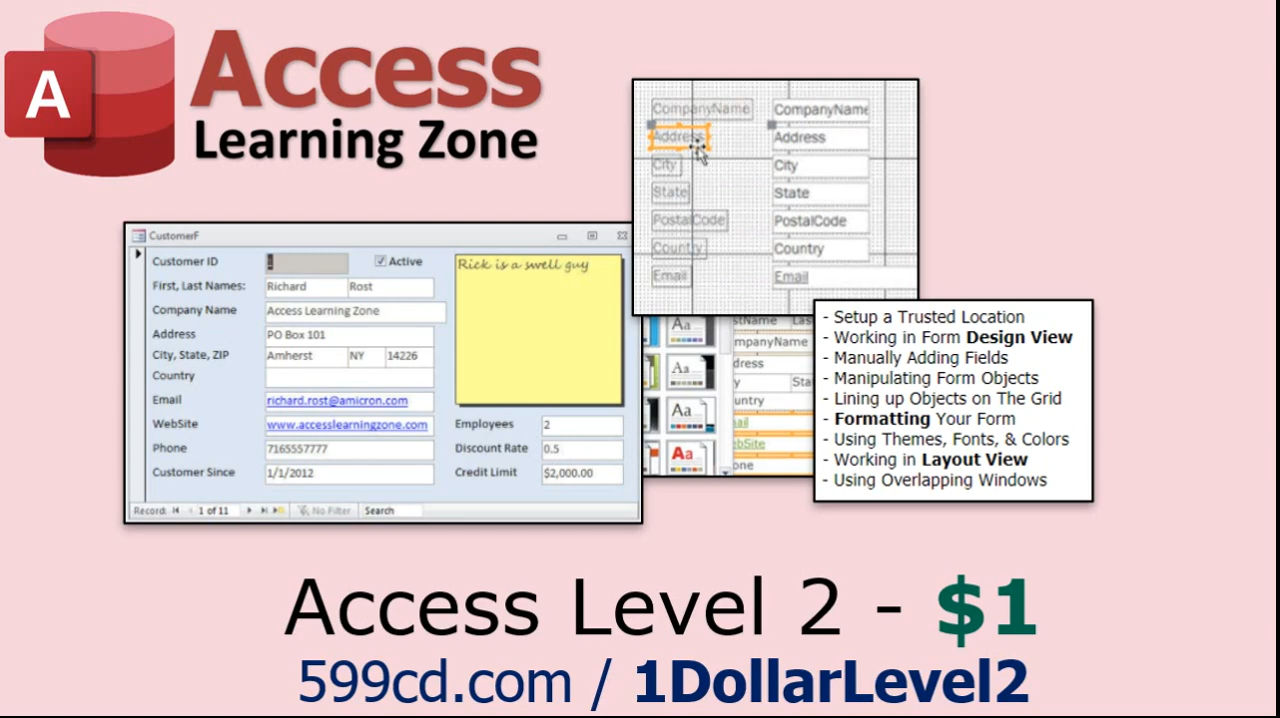 A
Access
Learning Zone
CompanyName CompanyName
Address Address
City City
State State
PostalCode PostalCode
Country Country
Email Email
CustomerF
Customer ID
Active
Rick is a swell guy
First, Last Names: Richard Rost
Company Name Access Learning Zone
Address PO Box 101
City, State, ZIP Amherst NY 14226
Country
Email richard.rost@amicron.com
WebSite www.accesslearningzone.com
Phone 7165557777
Customer Since 1/1/2012
Employees 2
Discount Rate 0.5
Credit Limit $2,000.00
Record: 1 of 11 No Filter Search
Aa
Aa
Aa
Aa
- Setup a Trusted Location
- Working in Form Design View
- Manually Adding Fields
- Manipulating Form Objects
- Lining up Objects on The Grid
- Formatting Your Form
- Using Themes, Fonts, & Colors
- Working in Layout View
- Using Overlapping Windows
Access Level 2 - $1
599cd.com / 1DollarLevel2